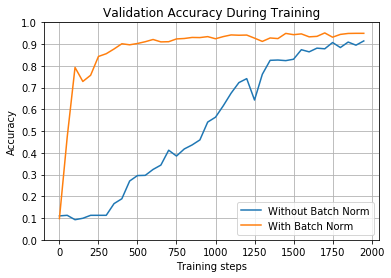 Validation Accuracy During Training
1.0
0.9
0.8
0.7
0.6
0.5
0.4
0.3
0.2
0.1
0.0
Accuracy
Without Batch Norm
With Batch Norm
0 250 500 750 1000 1250 1500 1750 2000
Training steps